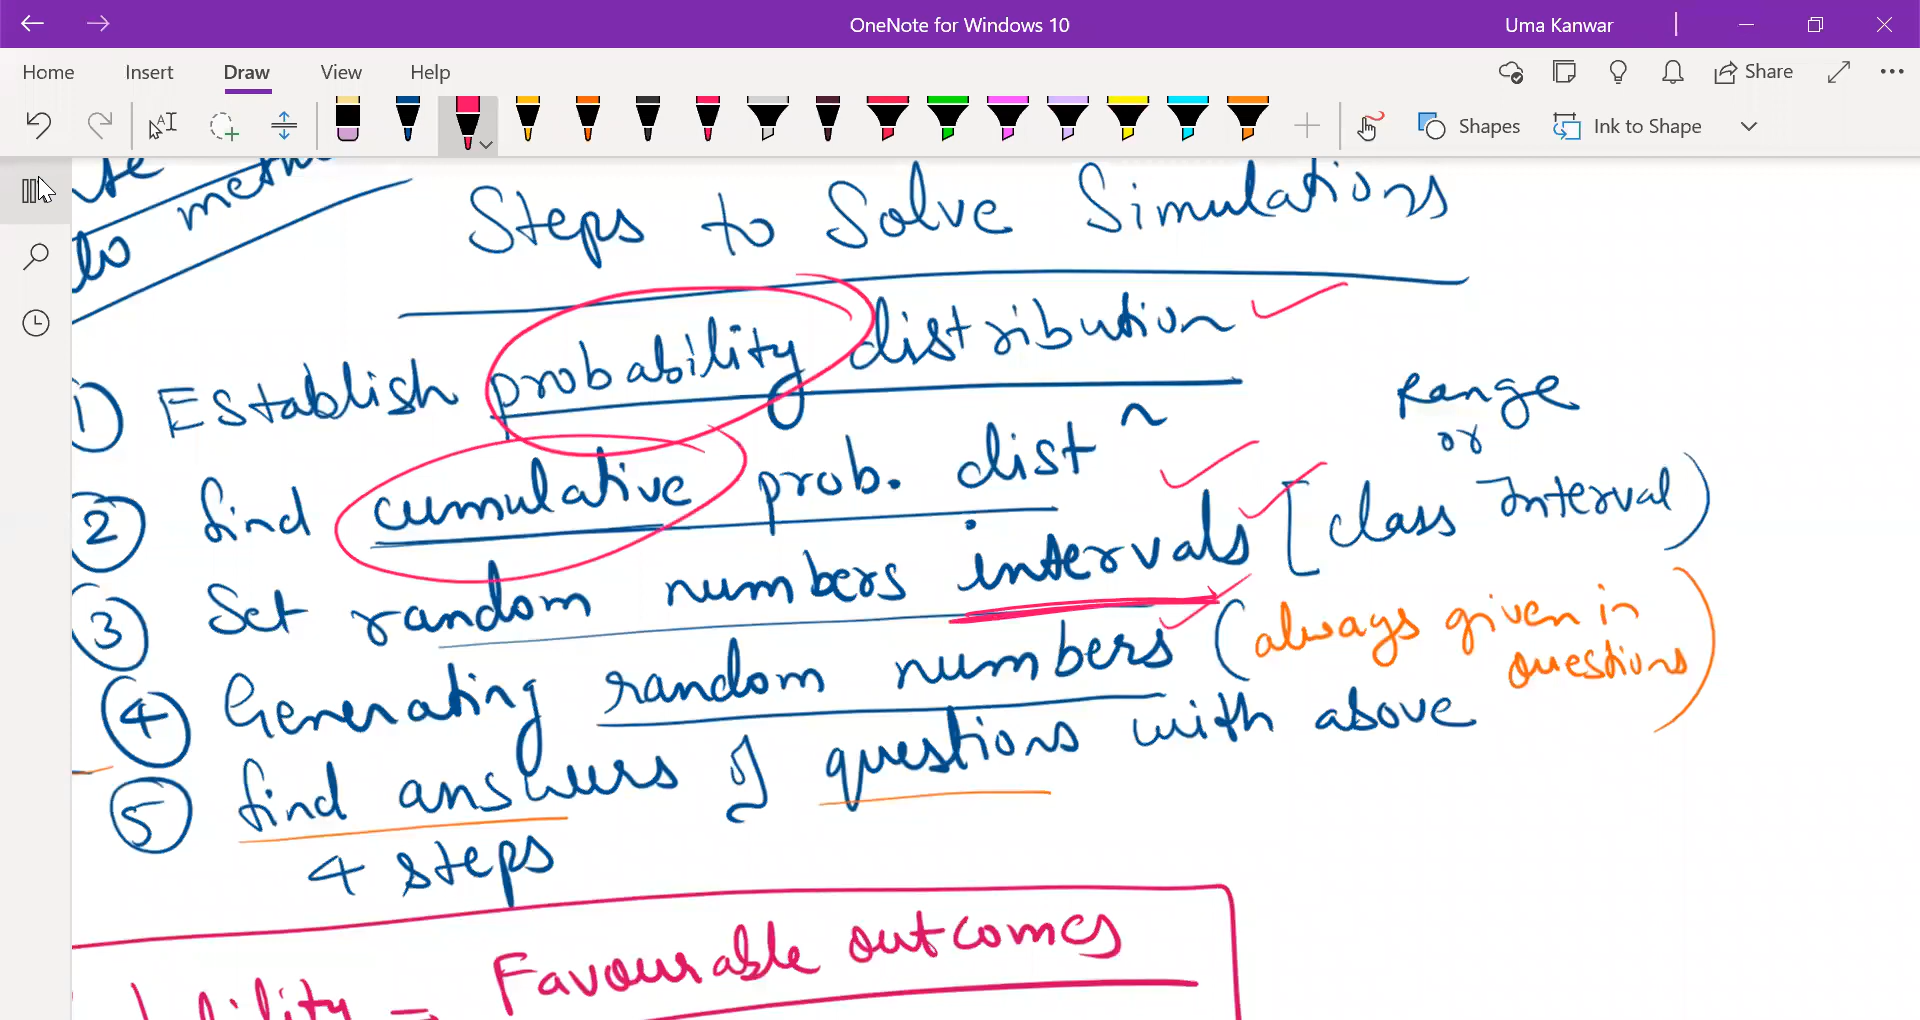 OneNote for Windows 10
Uma Kanwar
Home Insert Draw View Help
Share
Shapes
Ink to Shape
lo method
Steps to Solve Simulations
1) Establish probability distribution
2 find cumulative prob. dist n
Range
or
3 Set random numbers intervals [class Interval)
4 Generating random numbers (always given in
questions)
5 find answers of questions with above
4 steps
Favourable outcomes